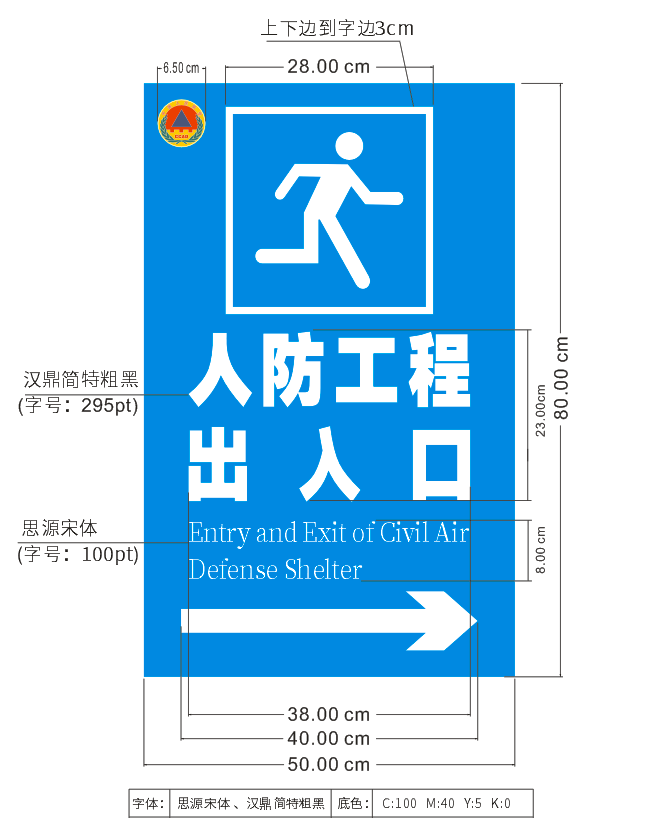 上下边到字边3cm
6.50 cm
28.00 cm
CCAD
人防工程
汉鼎简特粗黑
(字号：295pt)
23.00cm
80.00 cm
出入口
思源宋体
(字号：100pt)
Entry and Exit of Civil Air
Defense Shelter
8.00 cm
38.00 cm
40.00 cm
50.00 cm
字体： 思源宋体、汉鼎简特粗黑 底色： C:100 M:40 Y:5 K:0